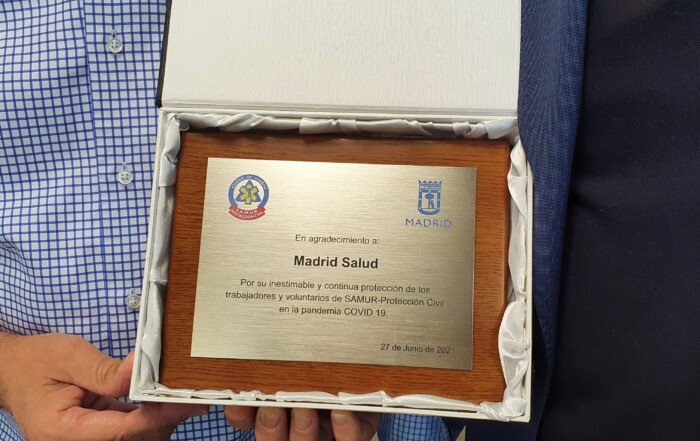 SAMUR
MADRID
En agradecimiento a:
Madrid Salud
Por su inestimable y continua protección de los
trabajadores y voluntarios de SAMUR-Protección Civil
en la pandemia COVID 19.
27 de Junio de 2021